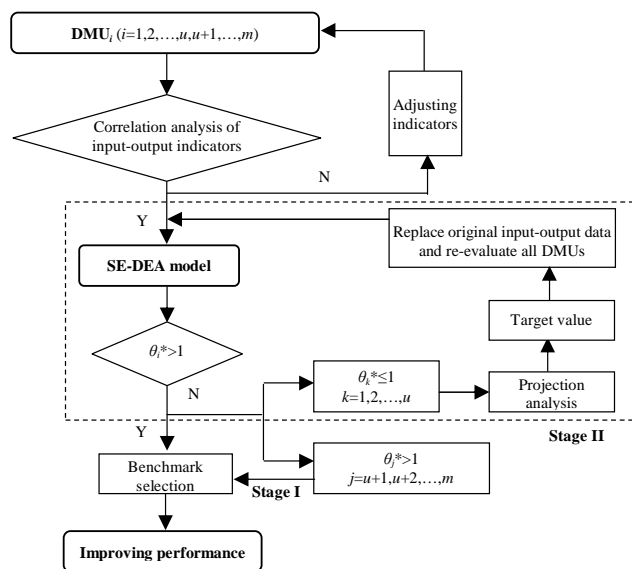 DMUi (i=1,2,…,u,u+1,…,m)
Correlation analysis of
input-output indicators
Adjusting
indicators
N
Y
Replace original input-output data
and re-evaluate all DMUs
SE-DEA model
Target value
θi*>1
N
θk*≤1
k=1,2,…,u
Projection
analysis
Y
Stage II
Benchmark
selection
Stage I
θj*>1
j=u+1,u+2,…,m
Improving performance